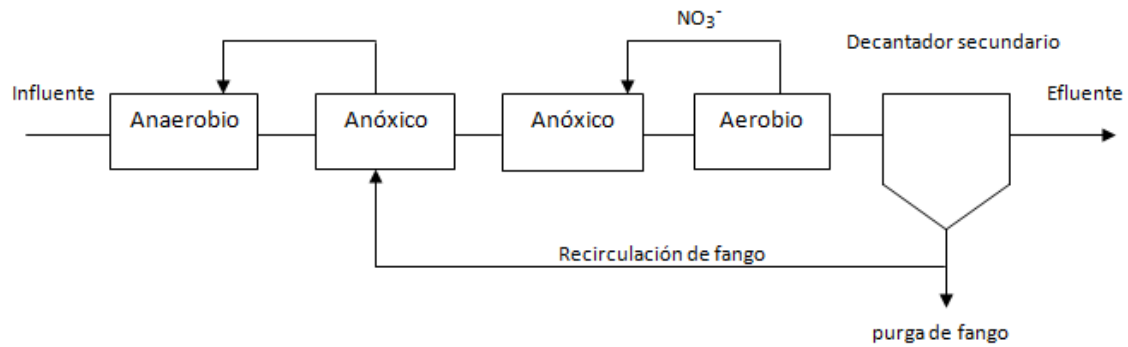 NO₃⁻
Decantador secundario
Influente
Efluente
Anaerobio
Anóxico
Anóxico
Aerobio
Recirculación de fango
purga de fango